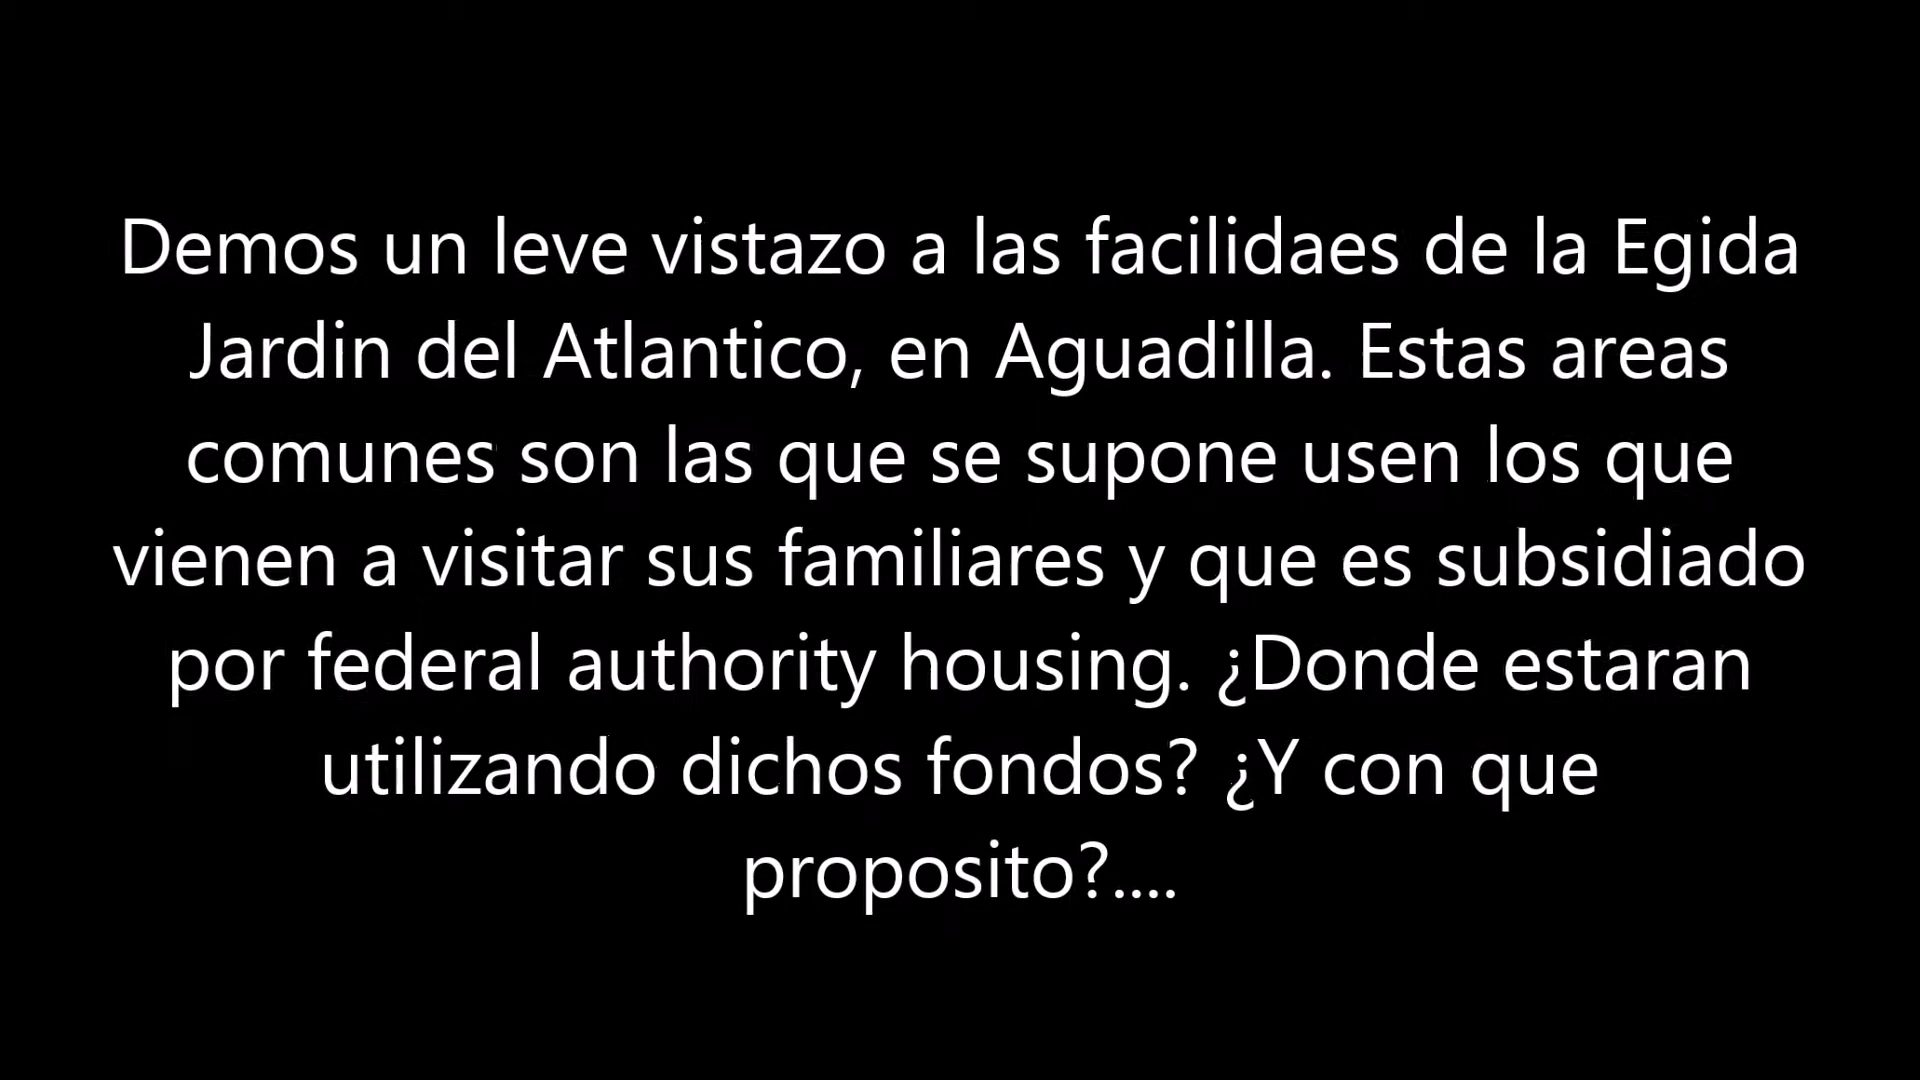 Demos un leve vistazo a las facilidaes de la Egida
Jardin del Atlantico, en Aguadilla. Estas areas
comunes son las que se supone usen los que
vienen a visitar sus familiares y que es subsidiado
por federal authority housing. ¿Donde estaran
utilizando dichos fondos? ¿Y con que
proposito?....